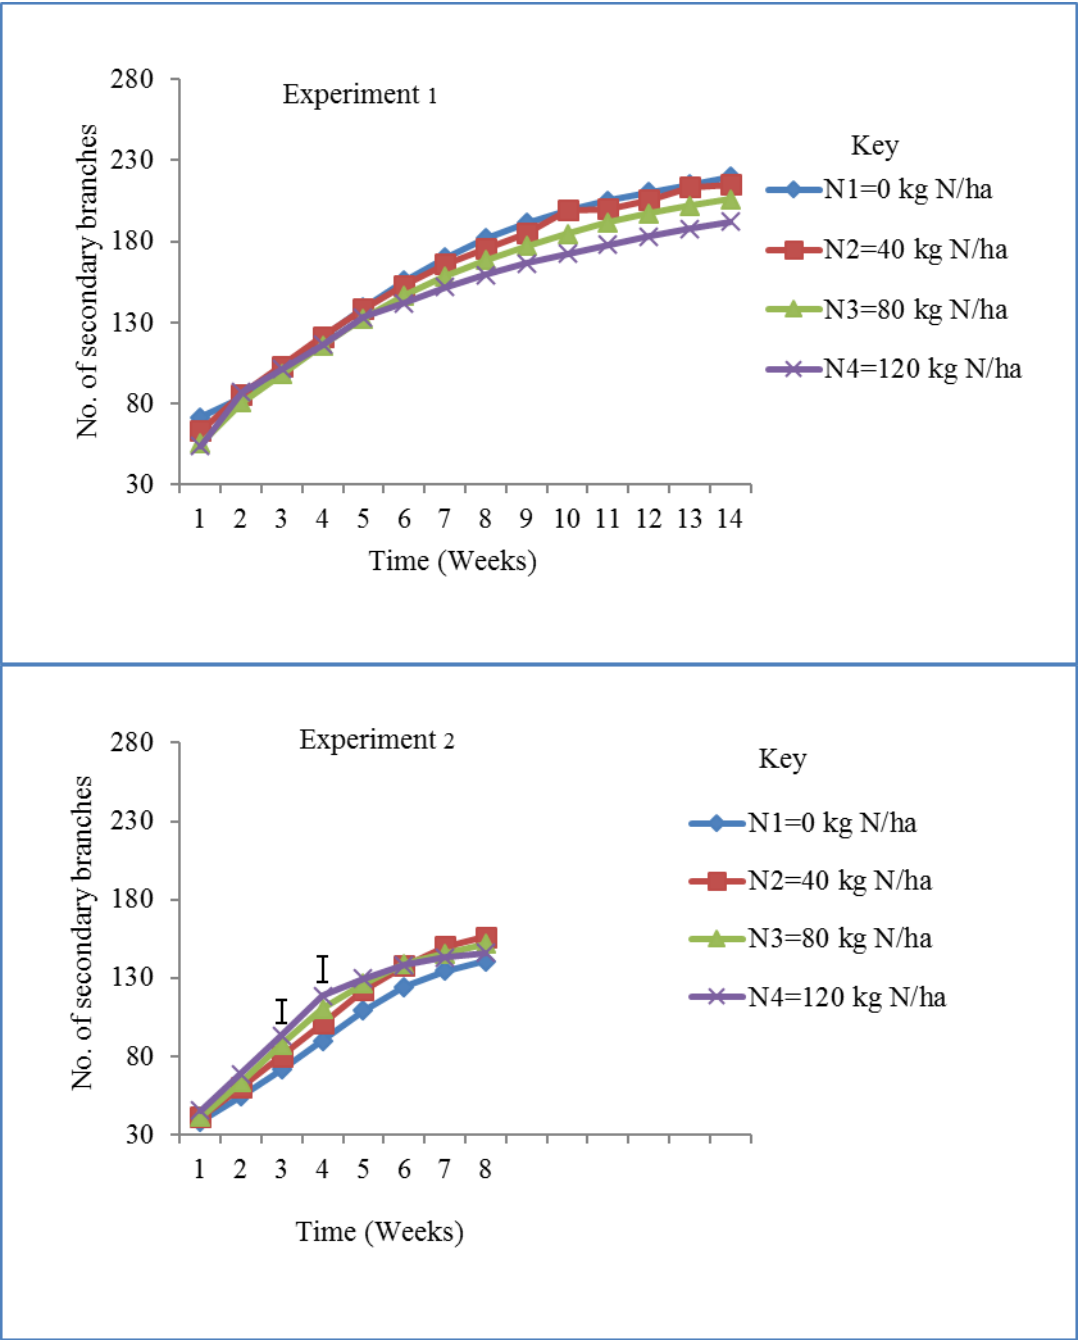 Experiment 1
No. of secondary branches
280
230
180
130
80
30
1 2 3 4 5 6 7 8 9 10 11 12 13 14
Time (Weeks)
Key
N1=0 kg N/ha
N2=40 kg N/ha
N3=80 kg N/ha
N4=120 kg N/ha
Experiment 2
No. of secondary branches
280
230
180
130
80
30
1 2 3 4 5 6 7 8
Time (Weeks)
Key
N1=0 kg N/ha
N2=40 kg N/ha
N3=80 kg N/ha
N4=120 kg N/ha